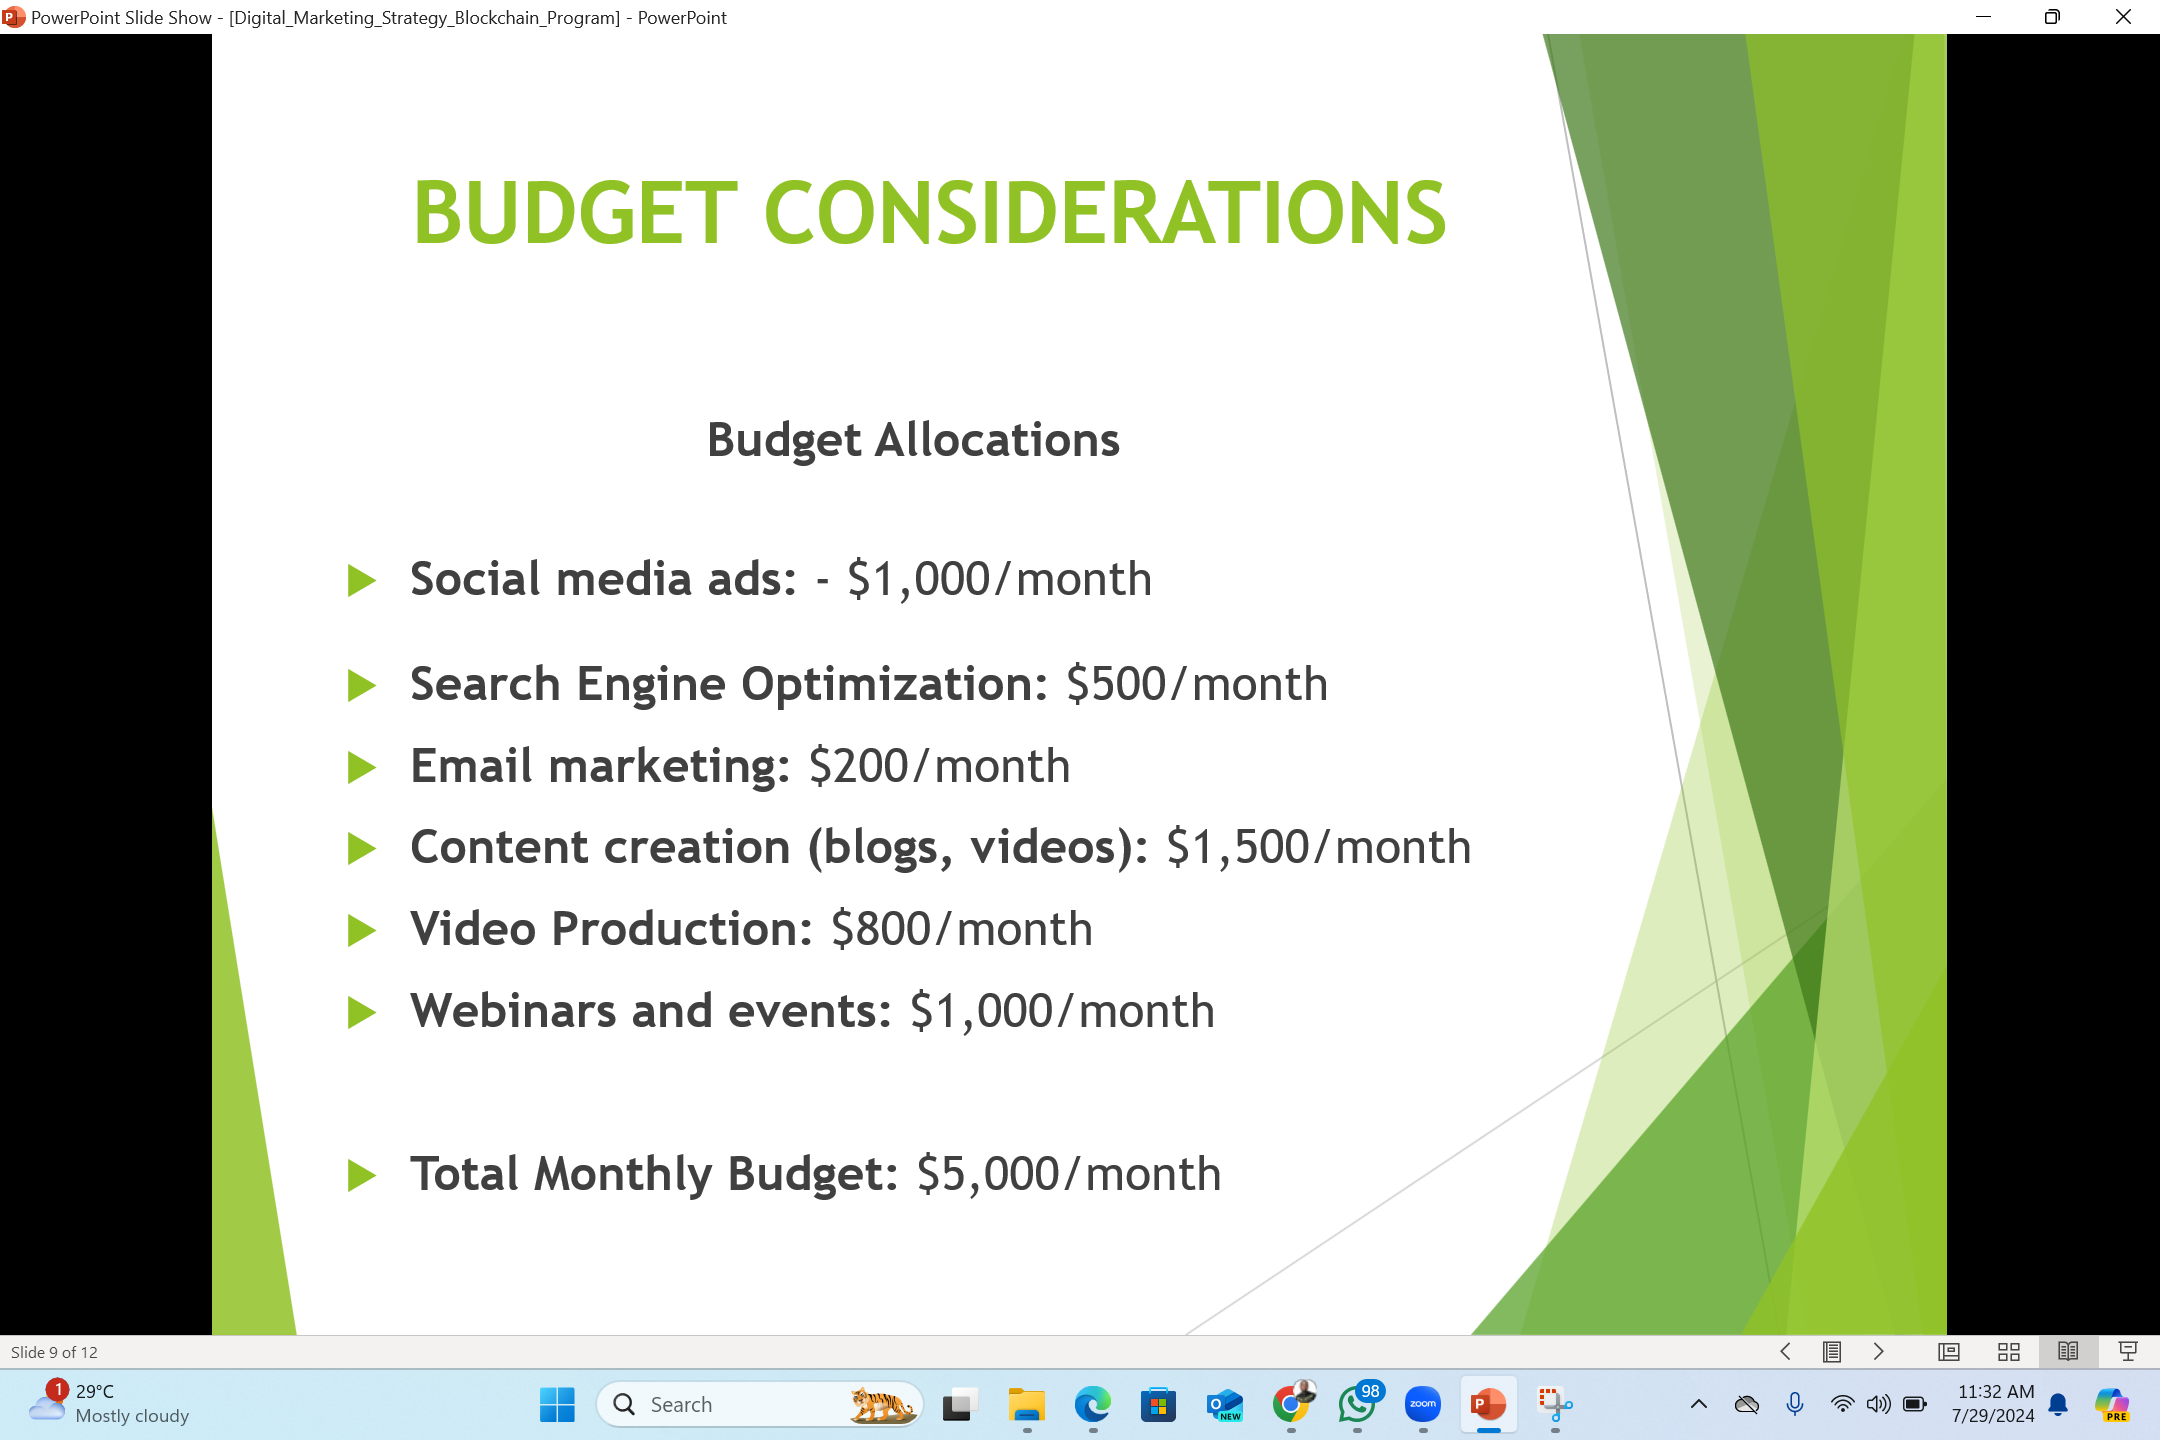 PowerPoint Slide Show - [Digital_Marketing_Strategy_Blockchain_Program] - PowerPoint
BUDGET CONSIDERATIONS
Budget Allocations
Social media ads: - $1,000/month
Search Engine Optimization: $500/month
Email marketing: $200/month
Content creation (blogs, videos): $1,500/month
Video Production: $800/month
Webinars and events: $1,000/month
Total Monthly Budget: $5,000/month
Slide 9 of 12
1
29°C
Mostly cloudy
Search
NEW
98
zoom
11:32 AM
7/29/2024
PRE